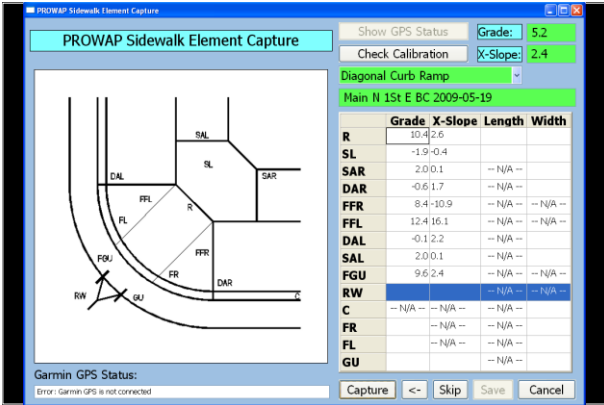 PROWAP Sidewalk Element Capture
PROWAP Sidewalk Element Capture
Show GPS Status Grade: 5.2
Check Calibration X-Slope: 2.4
Diagonal Curb Ramp
Main N 1St E BC 2009-05-19
Grade X-Slope Length Width
R 10.4 2.6
SL -1.9 -0.4
SAR 2.0 0.1 -- N/A --
DAR -0.6 1.7 -- N/A --
FFR 8.4 -10.9 -- N/A -- -- N/A --
FFL 12.4 16.1 -- N/A -- -- N/A --
DAL -0.1 2.2 -- N/A --
SAL 2.0 0.1 -- N/A --
FGU 9.6 2.4 -- N/A -- -- N/A --
RW -- N/A -- -- N/A --
C -- N/A -- -- N/A -- -- N/A --
FR -- N/A -- -- N/A --
FL -- N/A -- -- N/A --
GU -- N/A --
SAL
SL
SAR
DAL
FFL
R
FL
FFR
FGU
FR
DAR
RW
GU
C
Garmin GPS Status:
Error: Garmin GPS is not connected
Capture <- Skip Save Cancel